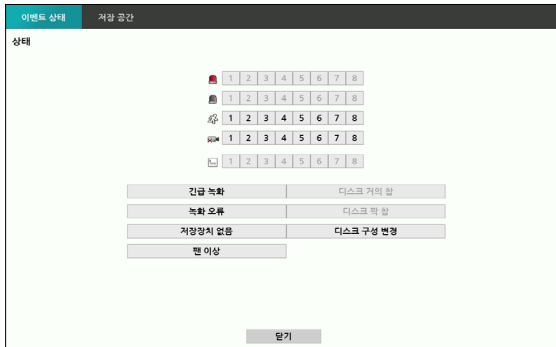 이벤트 상태 저장 공간
상태
1 2 3 4 5 6 7 8
1 2 3 4 5 6 7 8
1 2 3 4 5 6 7 8
1 2 3 4 5 6 7 8
1 2 3 4 5 6 7 8
긴급 녹화 디스크 거의 참
녹화 오류 디스크 꽉 참
저장장치 없음 디스크 구성 변경
팬 이상
닫기